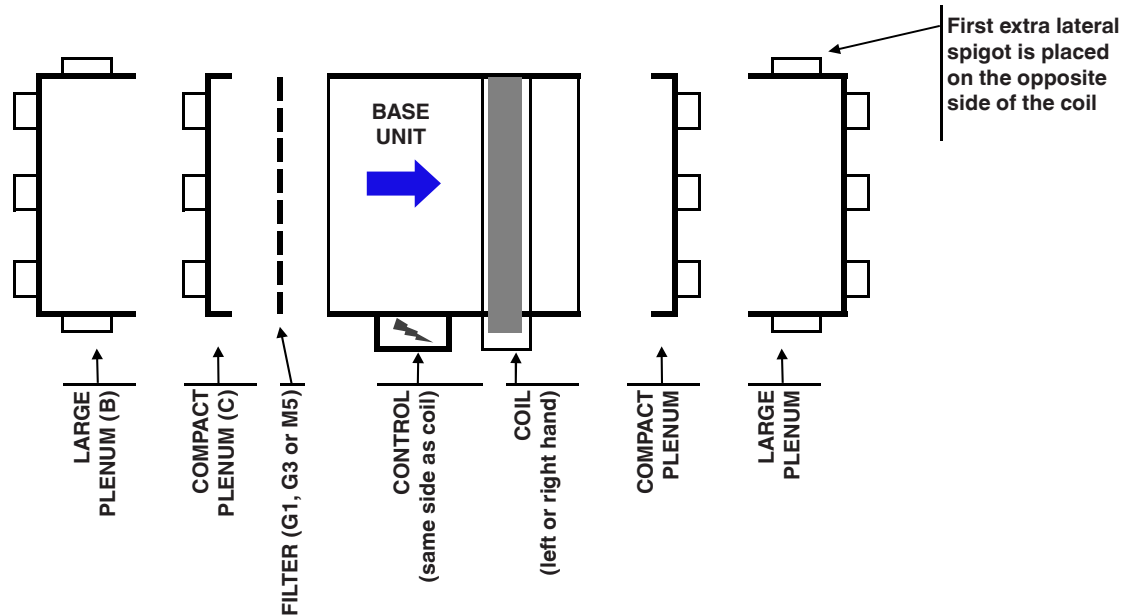 First extra lateral
spigot is placed
on the opposite
side of the coil
BASE
UNIT
LARGE
PLENUM (B)
COMPACT
PLENUM (C)
FILTER (G1, G3 or M5)
CONTROL
(same side as coil)
COIL
(left or right hand)
COMPACT
PLENUM
LARGE
PLENUM